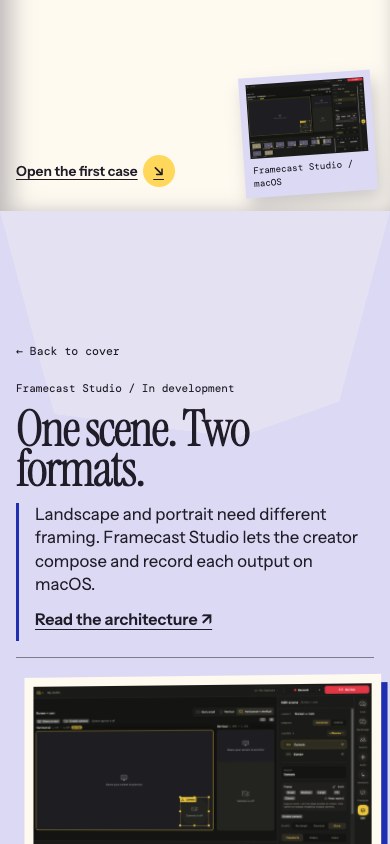 Open the first case ↘
Framecast Studio /
macOS
← Back to cover
Framecast Studio / In development
One scene. Two
formats.
Landscape and portrait need different
framing. Framecast Studio lets the creator
compose and record each output on
macOS.
Read the architecture ↗